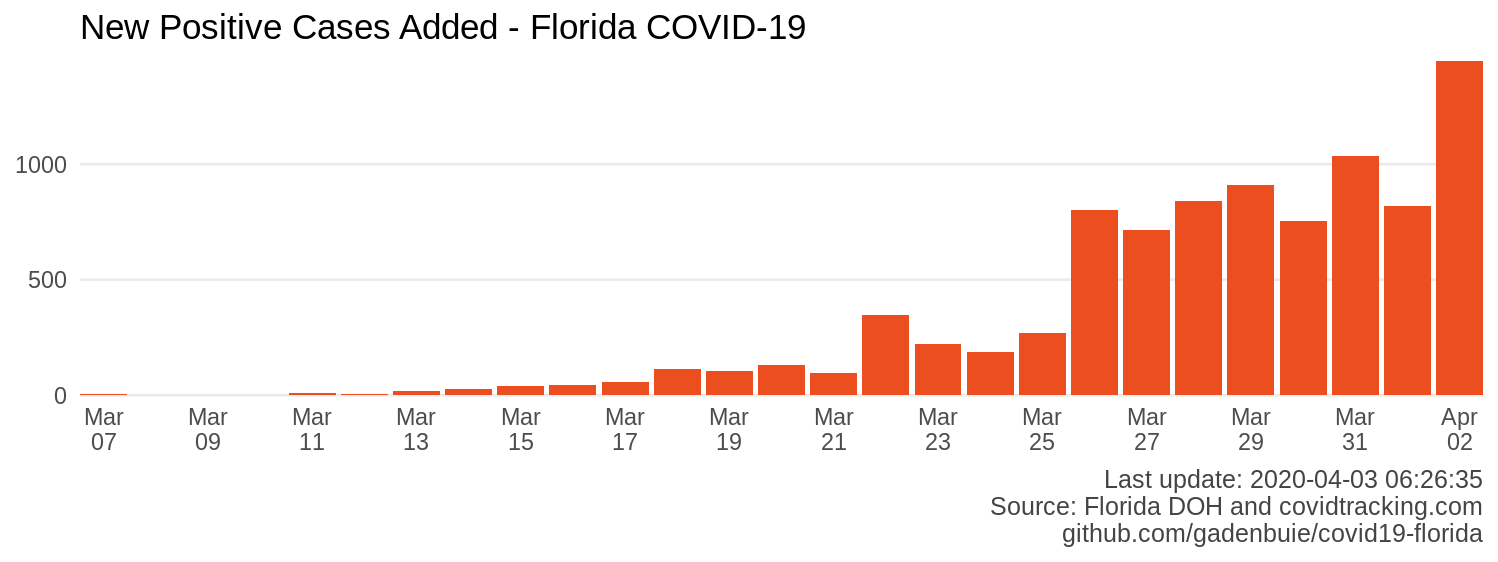 New Positive Cases Added - Florida COVID-19
1000
500
0
Mar Mar Mar Mar Mar Mar Mar Mar Mar Mar Mar Mar Mar Apr
07 09 11 13 15 17 19 21 23 25 27 29 31 02
Last update: 2020-04-03 06:26:35
Source: Florida DOH and covidtracking.com
github.com/gadenbuie/covid19-florida